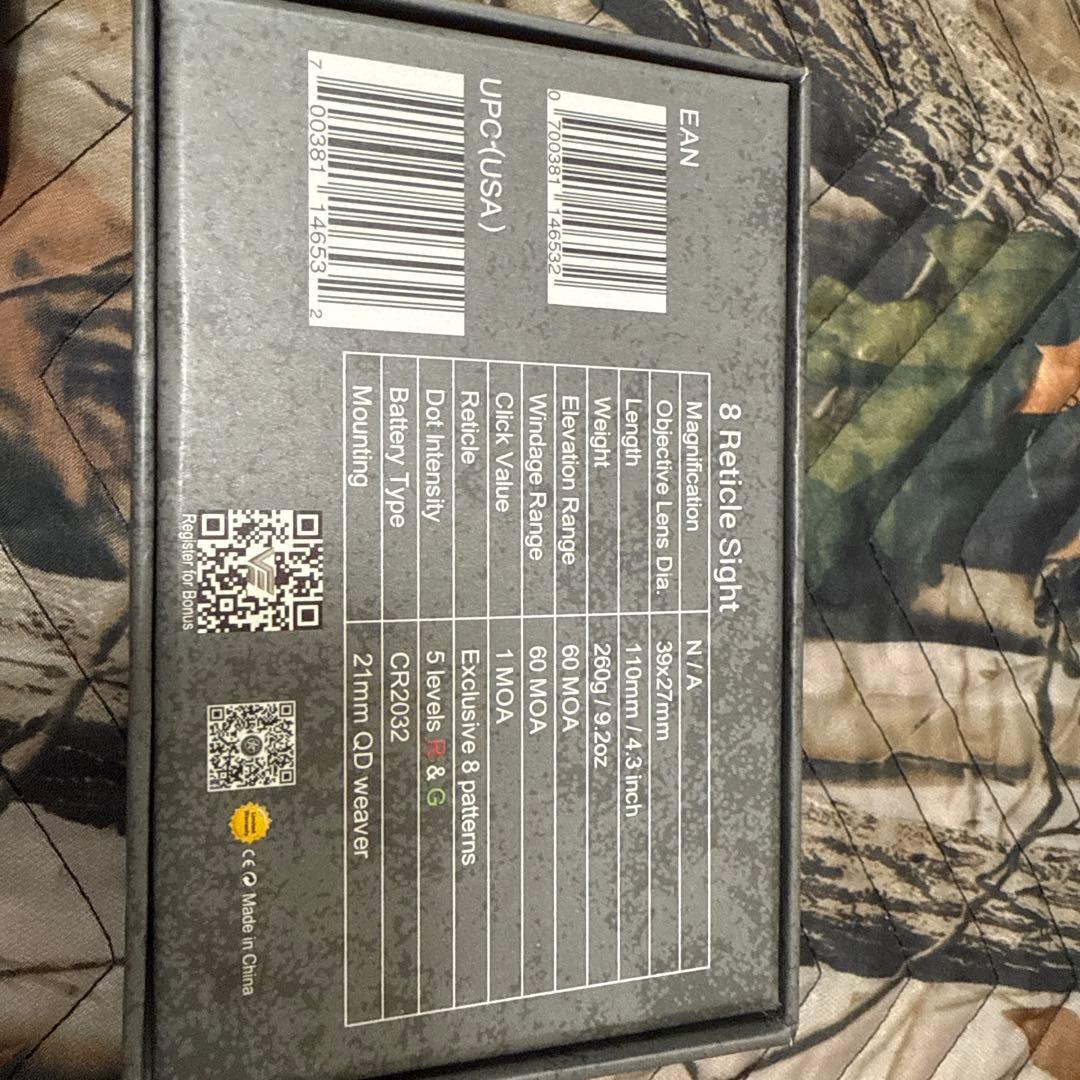 EAN
0 700381 146532
UPC-(USA)
7 00381 14653 2
8 Reticle Sight
Magnification N / A
Objective Lens Dia. 39x27mm
Length 110mm / 4.3 inch
Weight 260g / 9.2oz
Elevation Range 60 MOA
Windage Range 60 MOA
Click Value 1 MOA
Reticle Exclusive 8 patterns
Dot Intensity 5 levels R & G
Battery Type CR2032
Mounting 21mm QD weaver
Register for Bonus
Limited Warranty
CE Made in China